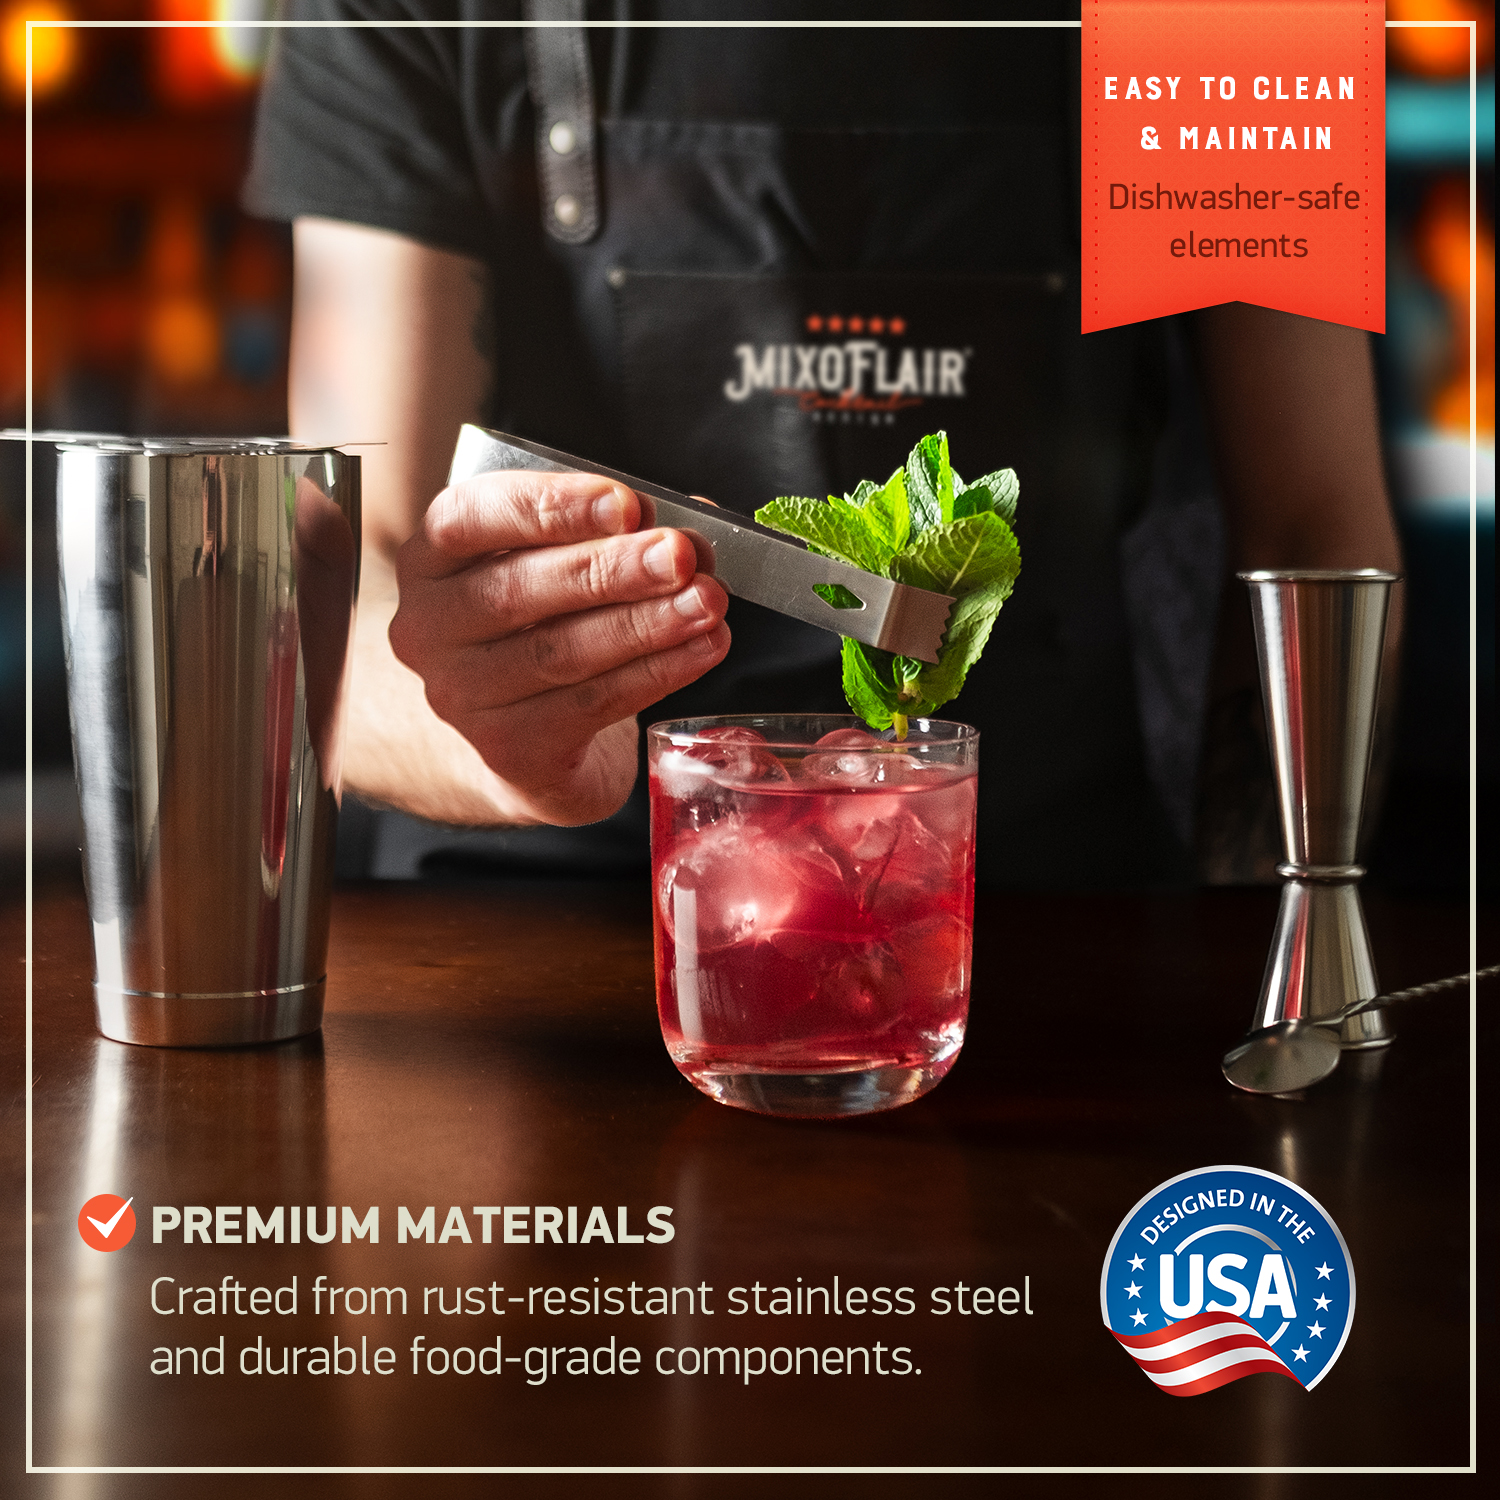 EASY TO CLEAN
& MAINTAIN
Dishwasher-safe
elements
MIXOFLAIR
PREMIUM MATERIALS
Crafted from rust-resistant stainless steel
and durable food-grade components.
DESIGNED IN THE
USA